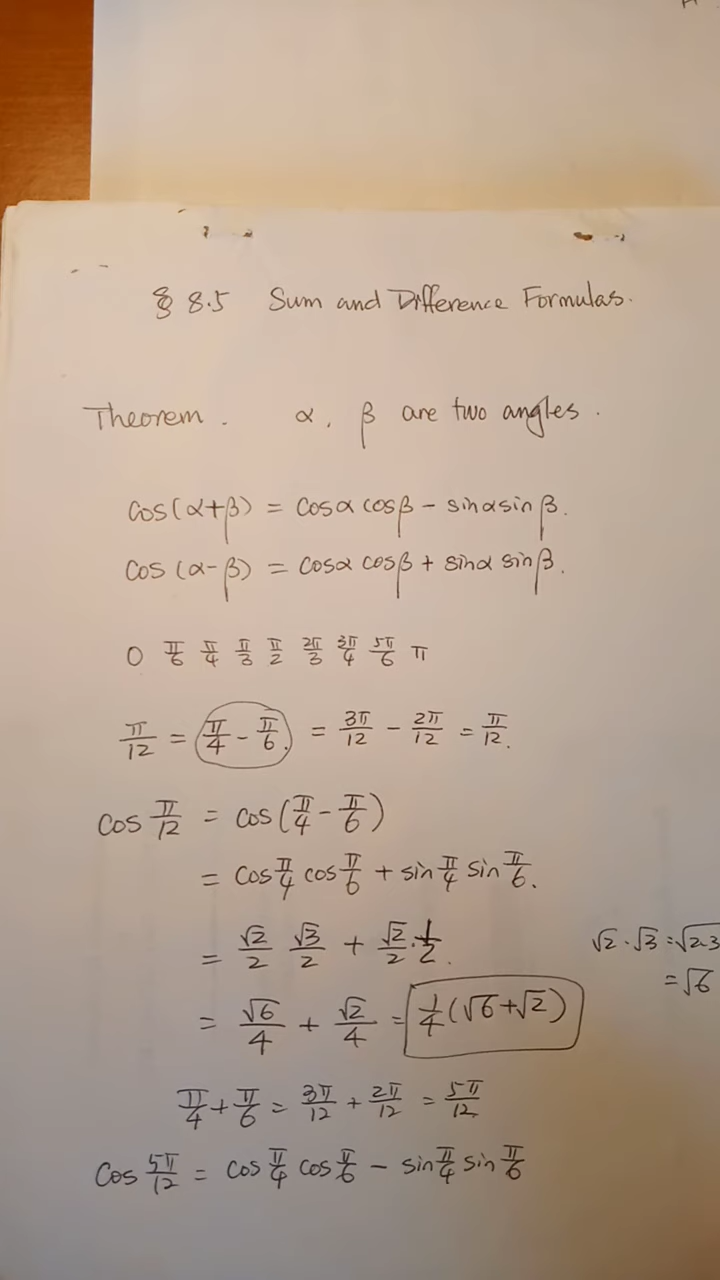 § 8.5 Sum and Difference Formulas.
Theorem. α, β are two angles.
cos(α+β) = cosα cosβ - sinα sinβ.
cos(α-β) = cosα cosβ + sinα sinβ.
0 π/6 π/4 π/3 π/2 2π/3 3π/4 5π/6 π
π/12 = π/4 - π/6. = 3π/12 - 2π/12 = π/12.
cos π/12 = cos(π/4 - π/6)
= cos π/4 cos π/6 + sin π/4 sin π/6.
= √2/2 √3/2 + √2/2 · 1/2.
√2 · √3 = √2·3
= √6
= √6/4 + √2/4 = 1/4(√6+√2)
π/4 + π/6 = 3π/12 + 2π/12 = 5π/12
cos 5π/12 = cos π/4 cos π/6 - sin π/4 sin π/6